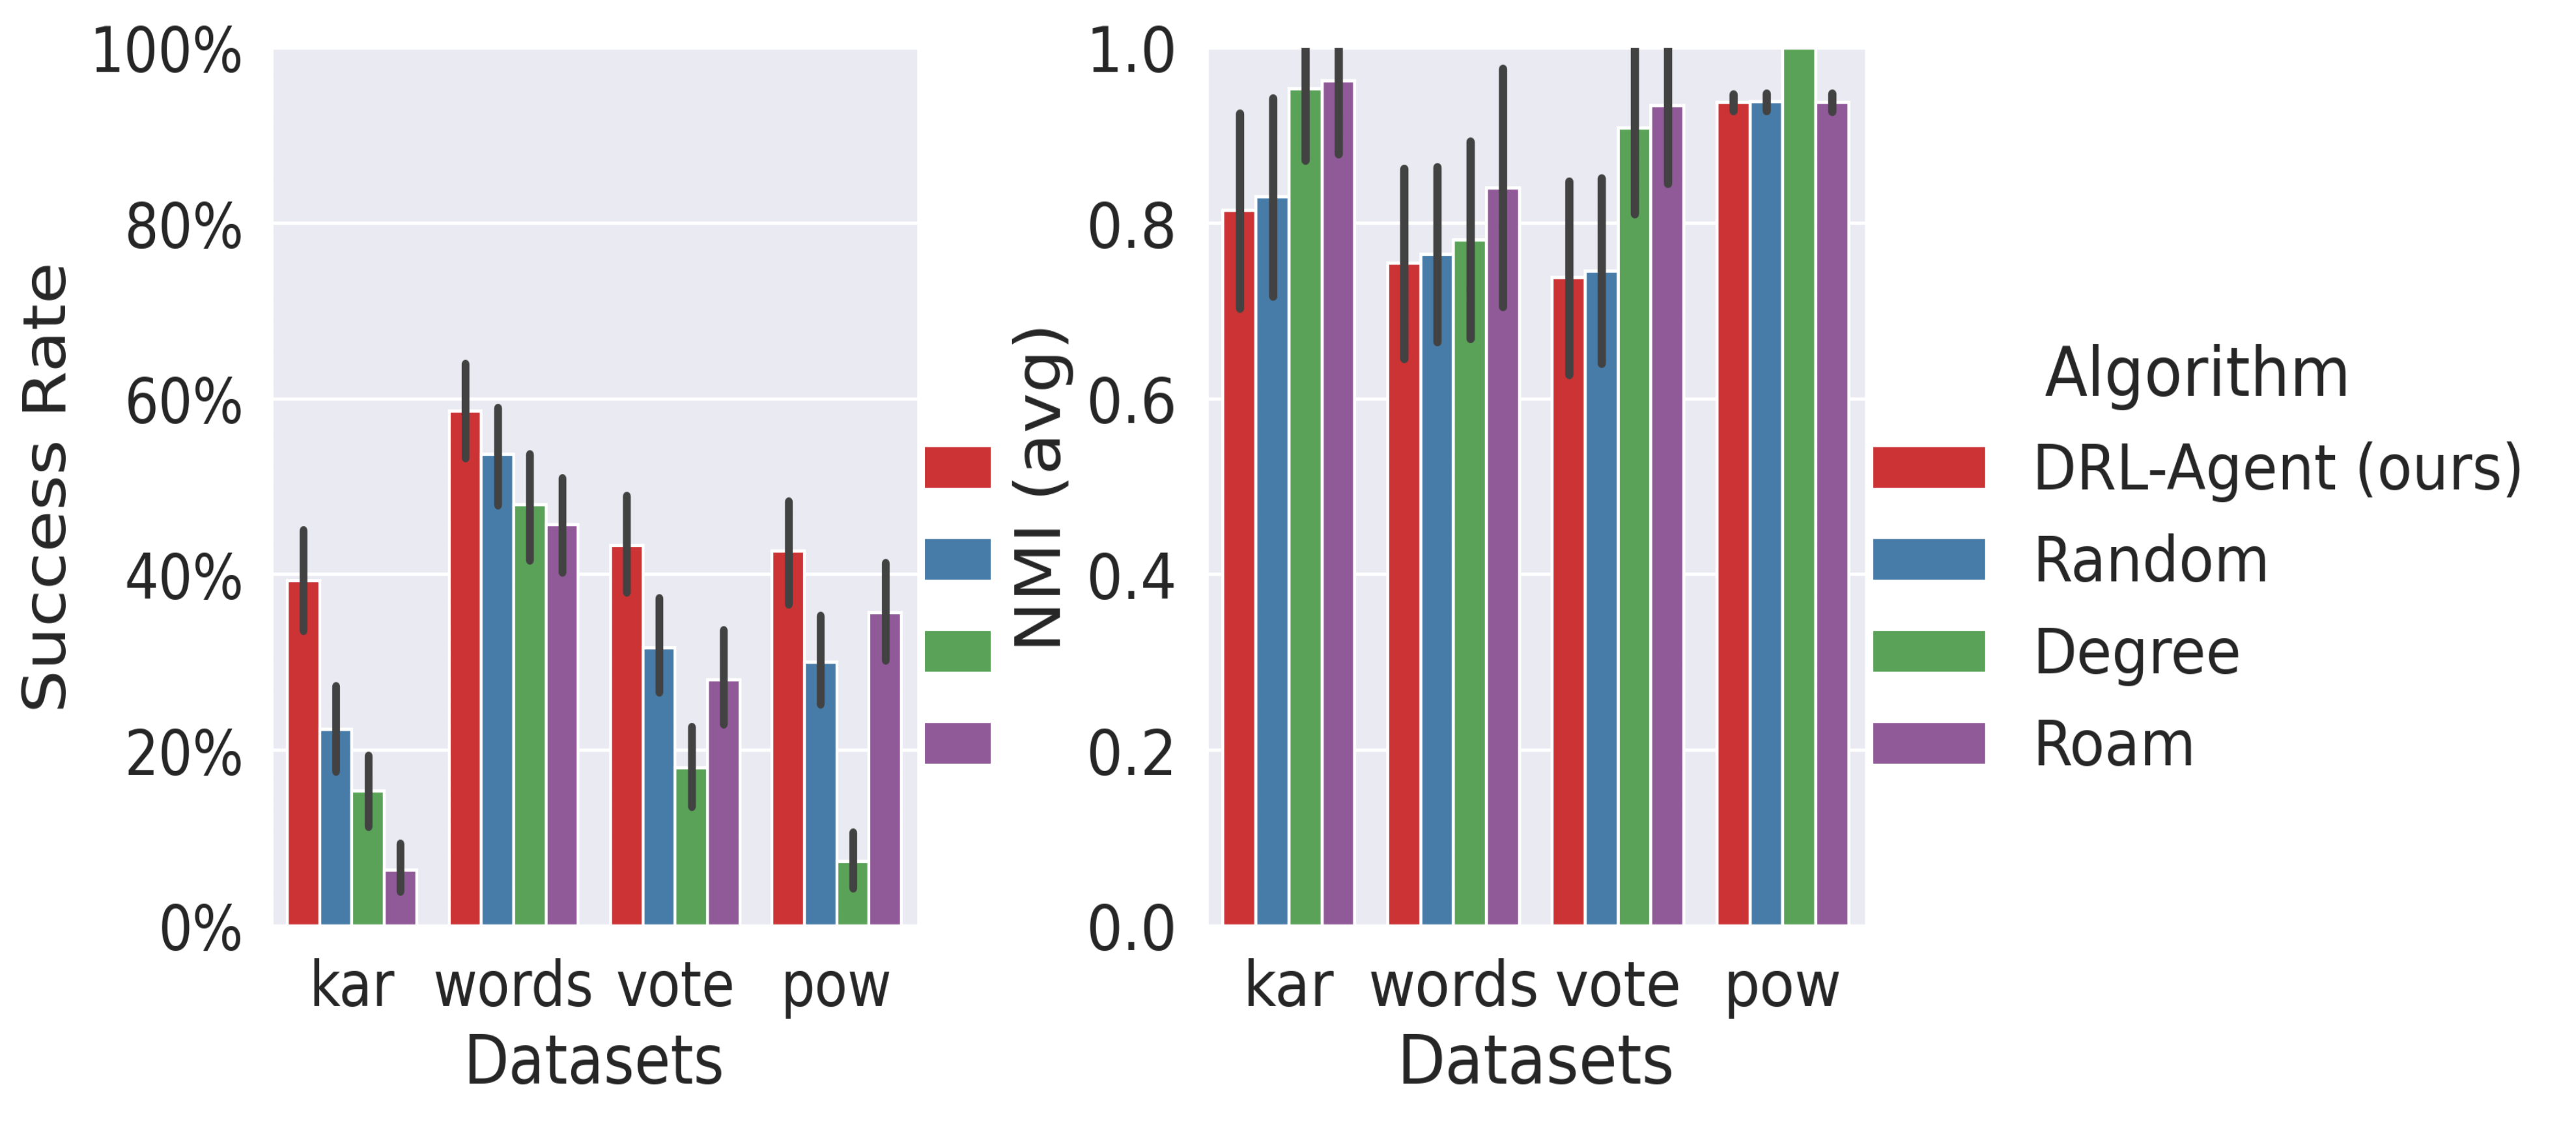 100%
80%
60%
40%
20%
0%
Success Rate
kar words vote pow
Datasets
1.0
0.8
0.6
0.4
0.2
0.0
NMI (avg)
kar words vote pow
Datasets
Algorithm
DRL-Agent (ours)
Random
Degree
Roam